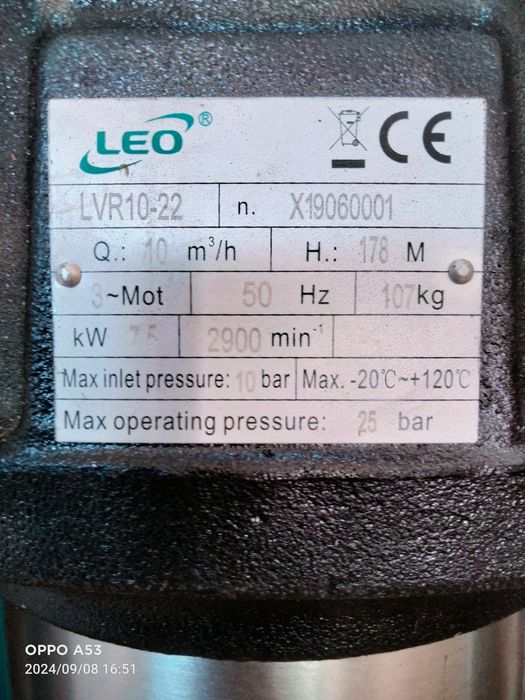 LEO ® CE
LVR10-22 n. X19060001
Q.: 10 m³/h H.: 178 M
3~Mot 50 Hz 107kg
kW 7.5 2900 min⁻¹
Max inlet pressure: 10 bar Max. -20℃~+120℃
Max operating pressure: 25 bar
OPPO A53
2024/09/08 16:51